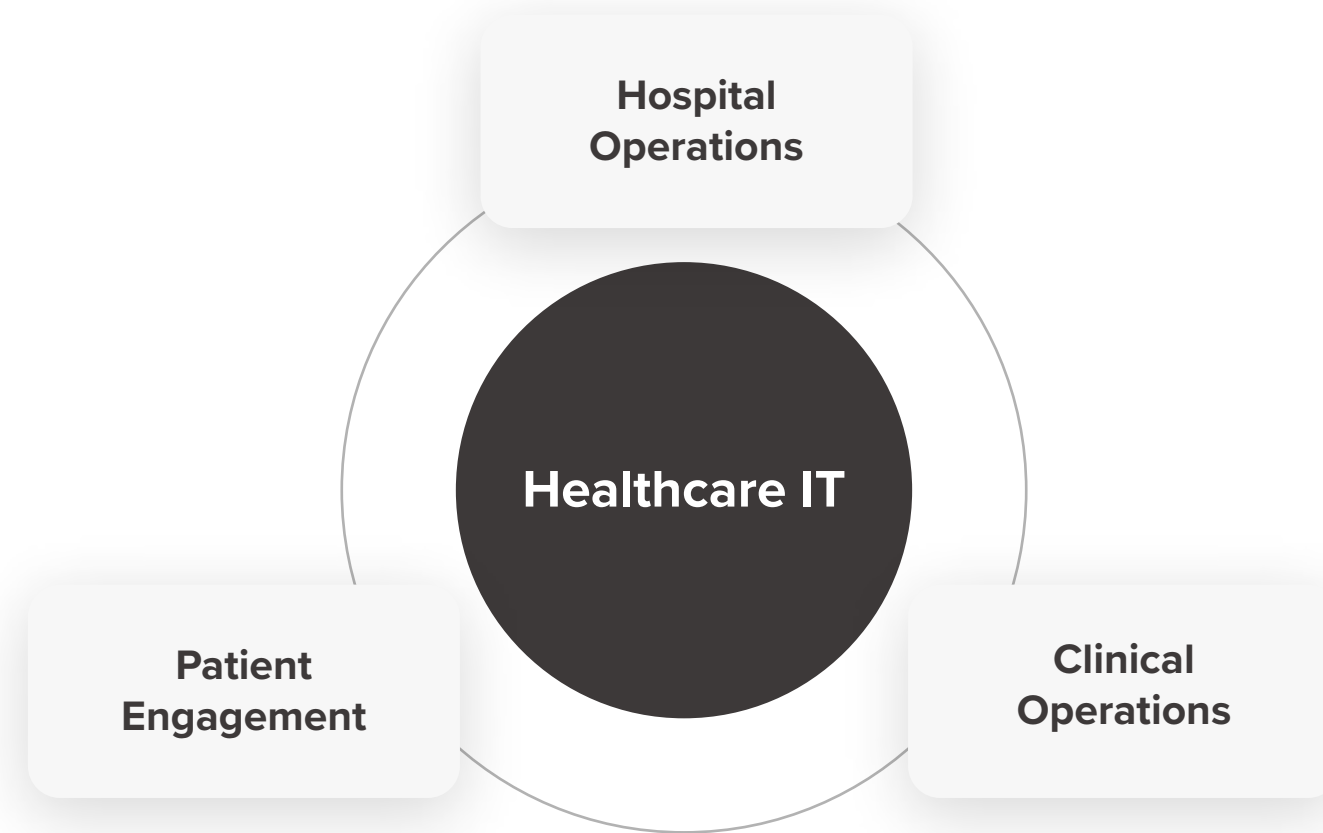 Hospital
Operations
Healthcare IT
Patient
Engagement
Clinical
Operations